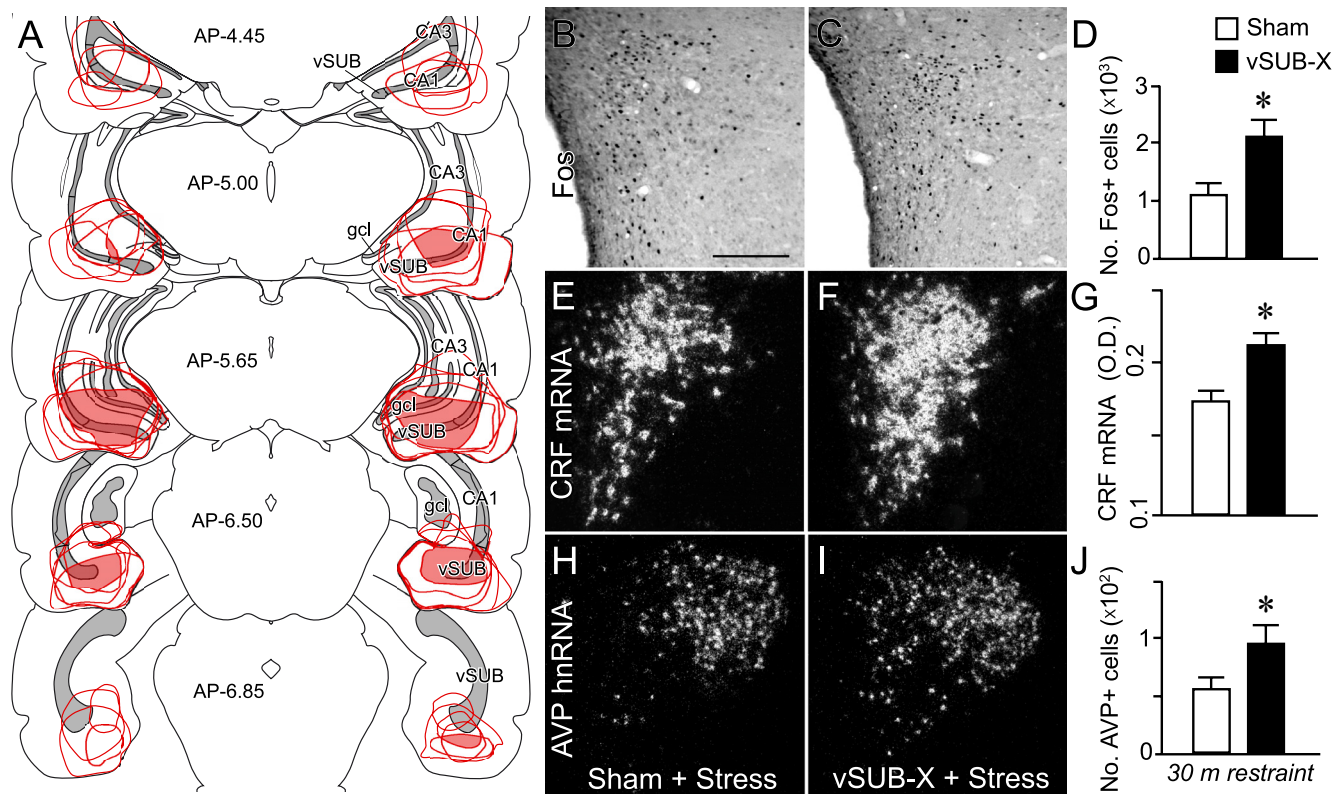 A
AP-4.45
CA3
vSUB
CA1
AP-5.00
CA3
gcl
CA1
vSUB
AP-5.65
CA3
CA1
gcl
vSUB
AP-6.50
CA1
gcl
vSUB
AP-6.85
vSUB
B
Fos
C
D
Sham
vSUB-X
No. Fos+ cells (×10³)
3
2
1
0
*
E
CRF mRNA
F
G
CRF mRNA (O.D.)
0.2
0.1
*
H
AVP hnRNA
Sham + Stress
I
vSUB-X + Stress
J
No. AVP+ cells (×10²)
1
0
*
30 m restraint